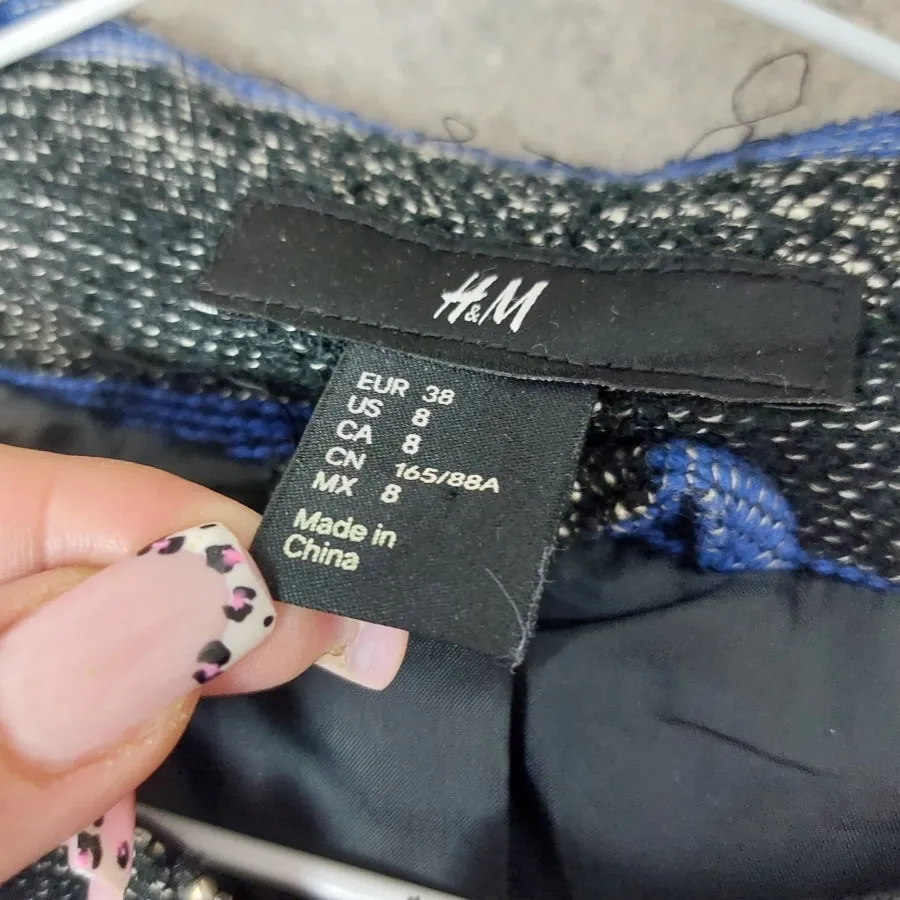 H&M
EUR 38
US 8
CA 8
CN 165/88A
MX 8
Made in
China